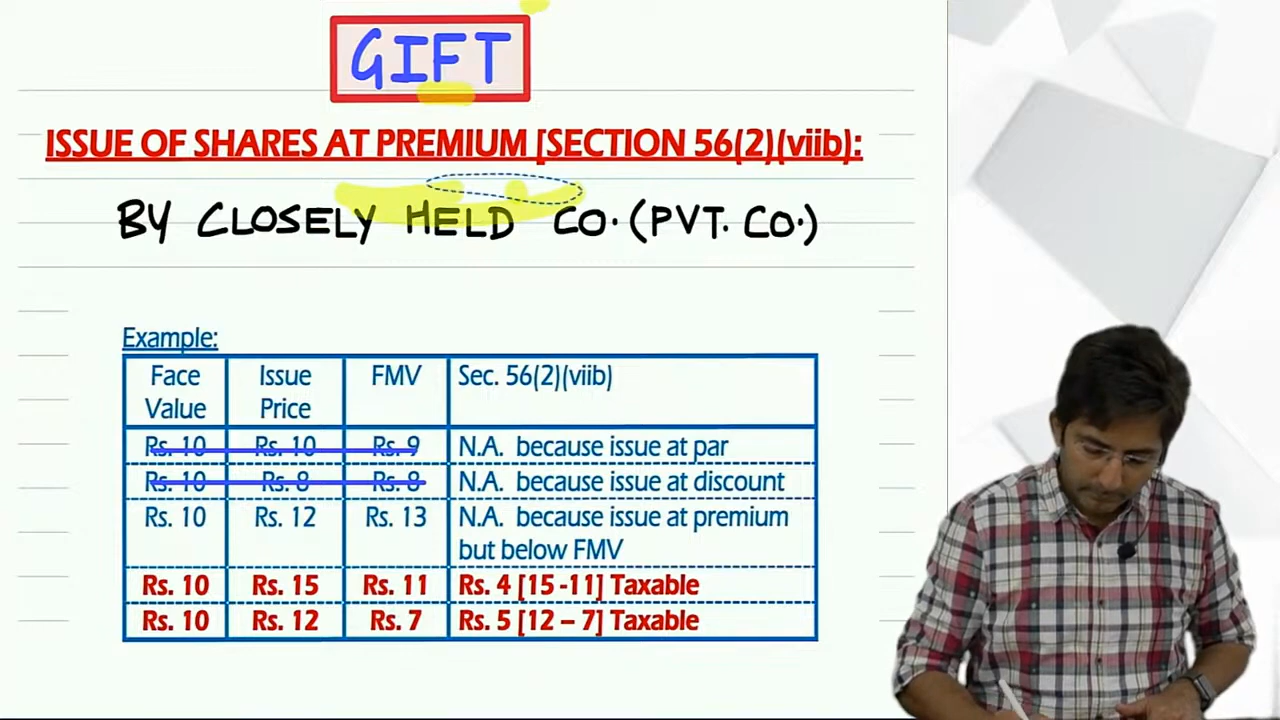 GIFT
ISSUE OF SHARES AT PREMIUM [SECTION 56(2)(viib):
BY CLOSELY HELD CO. (PVT. CO.)
Example:
Face Value Issue Price FMV Sec. 56(2)(viib)
Rs. 10 Rs. 10 Rs. 9 N.A. because issue at par
Rs. 10 Rs. 8 Rs. 8 N.A. because issue at discount
Rs. 10 Rs. 12 Rs. 13 N.A. because issue at premium
but below FMV
Rs. 10 Rs. 15 Rs. 11 Rs. 4 [15 -11] Taxable
Rs. 10 Rs. 12 Rs. 7 Rs. 5 [12 – 7] Taxable